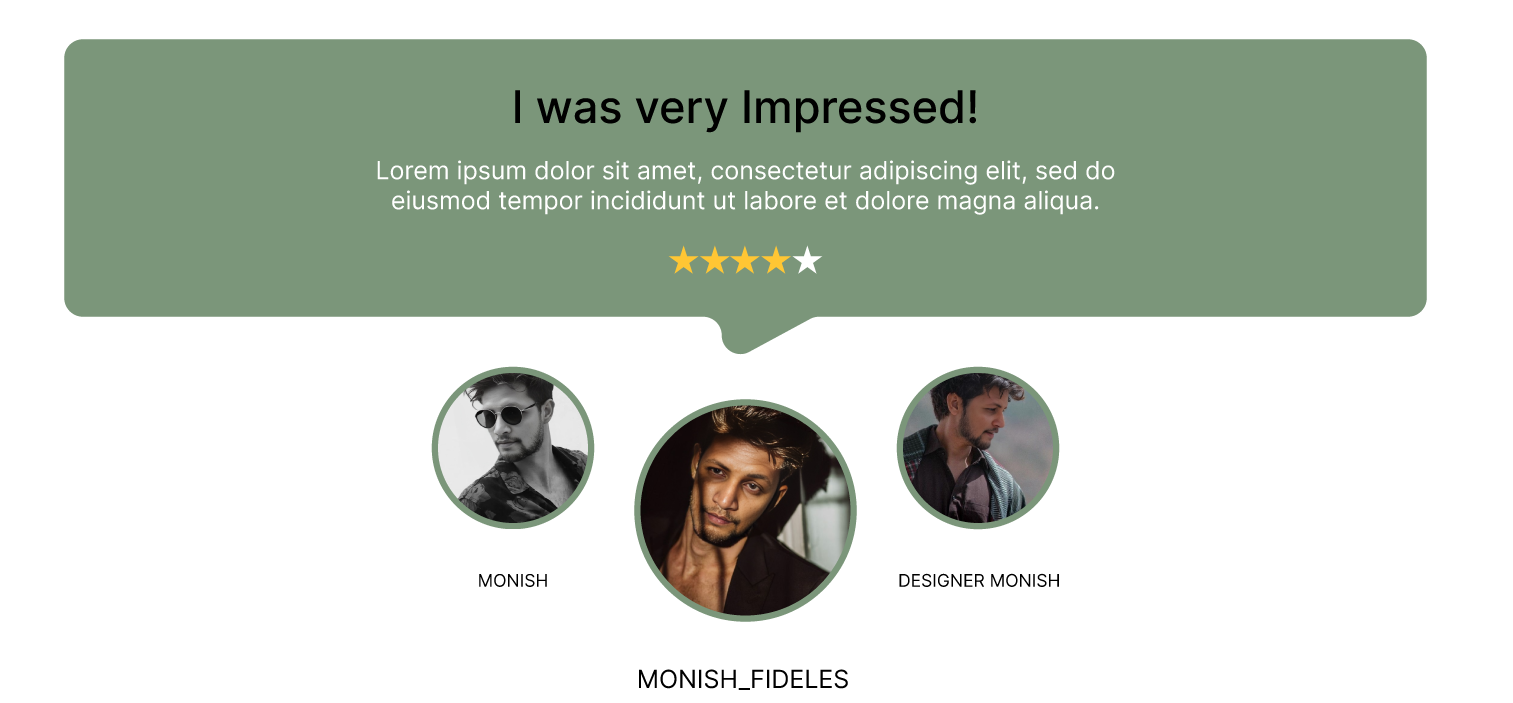 I was very Impressed!
Lorem ipsum dolor sit amet, consectetur adipiscing elit, sed do
eiusmod tempor incididunt ut labore et dolore magna aliqua.
MONISH
DESIGNER MONISH
MONISH_FIDELES